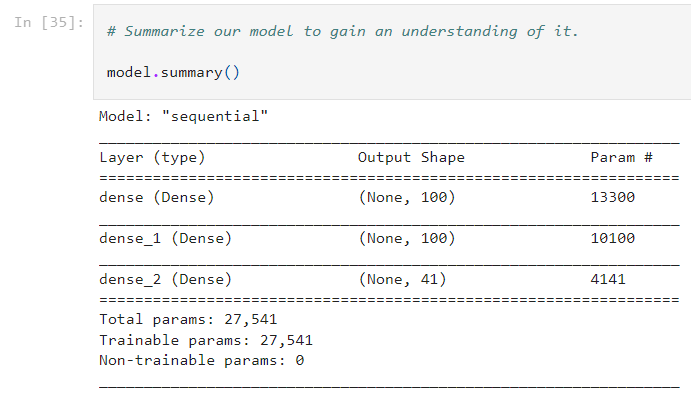 In [35]:
# Summarize our model to gain an understanding of it.
model.summary()
Model: "sequential"
_________________________________________________________________
Layer (type) Output Shape Param #
=================================================================
dense (Dense) (None, 100) 13300
_________________________________________________________________
dense_1 (Dense) (None, 100) 10100
_________________________________________________________________
dense_2 (Dense) (None, 41) 4141
=================================================================
Total params: 27,541
Trainable params: 27,541
Non-trainable params: 0
_________________________________________________________________